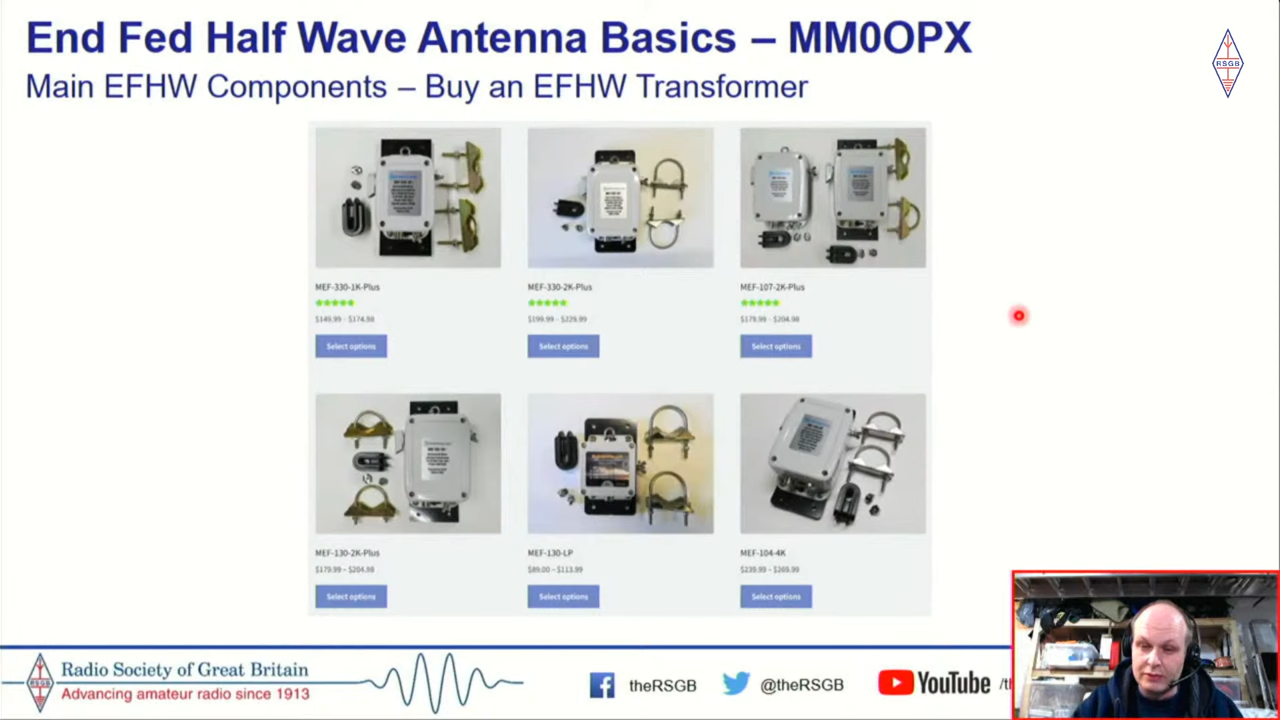 End Fed Half Wave Antenna Basics – MM0OPX
Main EFHW Components – Buy an EFHW Transformer
RSGB
MEF-330-1K-Plus
$149.99 – $174.98
Select options
MEF-330-2K-Plus
$199.99 – $229.99
Select options
MEF-107-2K-Plus
$179.99 – $204.98
Select options
MEF-130-2K-Plus
$179.99 – $204.98
Select options
MEF-130-LP
$89.00 – $113.99
Select options
MEF-104-4K
$239.99 – $269.99
Select options
RSGB
Radio Society of Great Britain
Advancing amateur radio since 1913
theRSGB
@theRSGB
YouTube